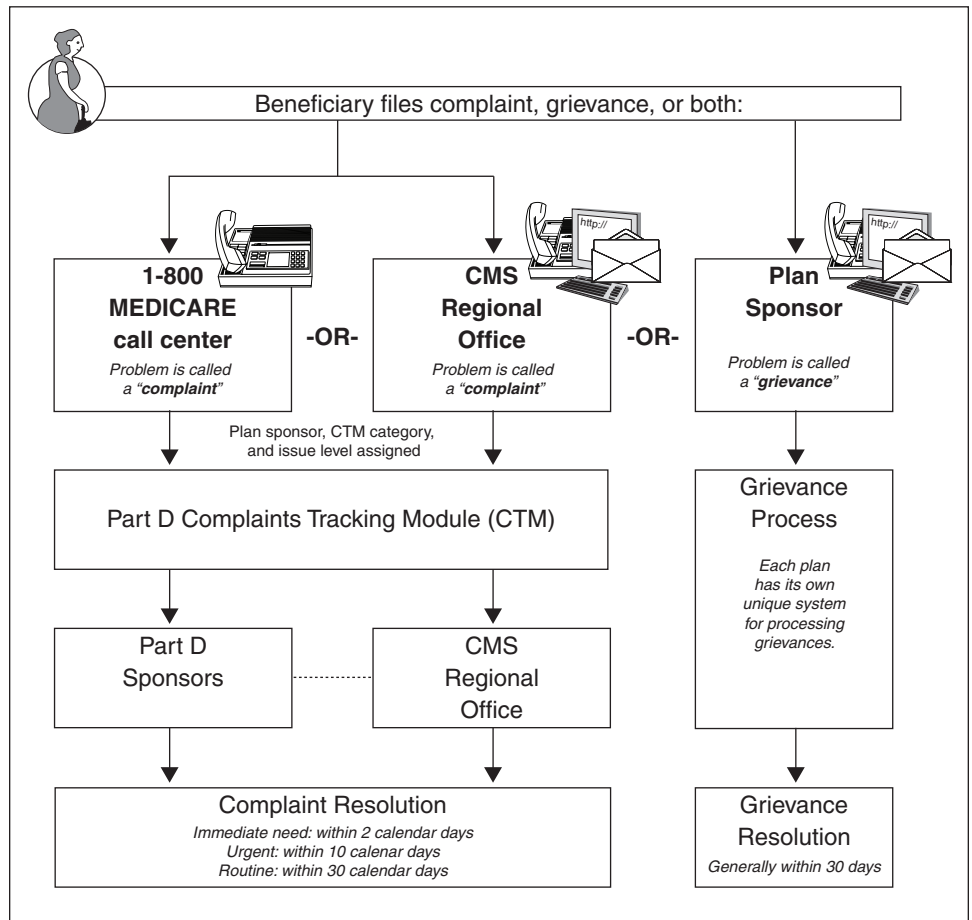 Beneficiary files complaint, grievance, or both:
http://
http://
1-800
MEDICARE
call center
Problem is called
a “complaint”
-OR-
CMS
Regional
Office
Problem is called
a “complaint”
-OR-
Plan
Sponsor
Problem is called
a “grievance”
Plan sponsor, CTM category,
and issue level assigned
Part D Complaints Tracking Module (CTM)
Grievance
Process
Each plan
has its own
unique system
for processing
grievances.
Part D
Sponsors
CMS
Regional
Office
Complaint Resolution
Immediate need: within 2 calendar days
Urgent: within 10 calenar days
Routine: within 30 calendar days
Grievance
Resolution
Generally within 30 days